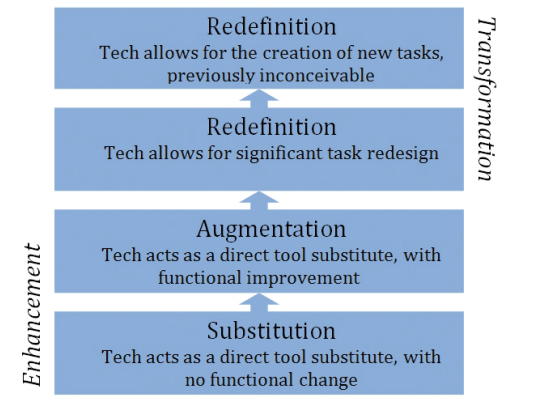 Redefinition
Tech allows for the creation of new tasks,
previously inconceivable
Transformation
Redefinition
Tech allows for significant task redesign
Augmentation
Tech acts as a direct tool substitute, with
functional improvement
Enhancement
Substitution
Tech acts as a direct tool substitute, with
no functional change